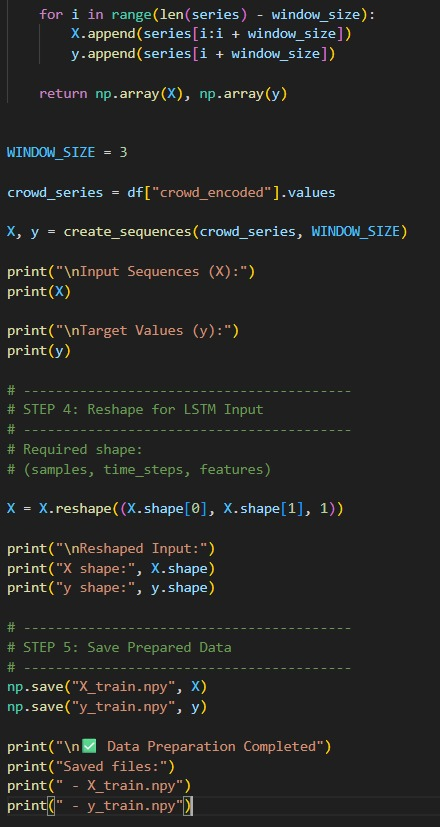 for i in range(len(series) - window_size):
X.append(series[i:i + window_size])
y.append(series[i + window_size])
return np.array(X), np.array(y)
WINDOW_SIZE = 3
crowd_series = df["crowd_encoded"].values
X, y = create_sequences(crowd_series, WINDOW_SIZE)
print("\nInput Sequences (X):")
print(X)
print("\nTarget Values (y):")
print(y)
# -----------------------------------------
# STEP 4: Reshape for LSTM Input
# -----------------------------------------
# Required shape:
# (samples, time_steps, features)
X = X.reshape((X.shape[0], X.shape[1], 1))
print("\nReshaped Input:")
print("X shape:", X.shape)
print("y shape:", y.shape)
# -----------------------------------------
# STEP 5: Save Prepared Data
# -----------------------------------------
np.save("X_train.npy", X)
np.save("y_train.npy", y)
print("\n✅ Data Preparation Completed")
print("Saved files:")
print(" - X_train.npy")
print(" - y_train.npy")